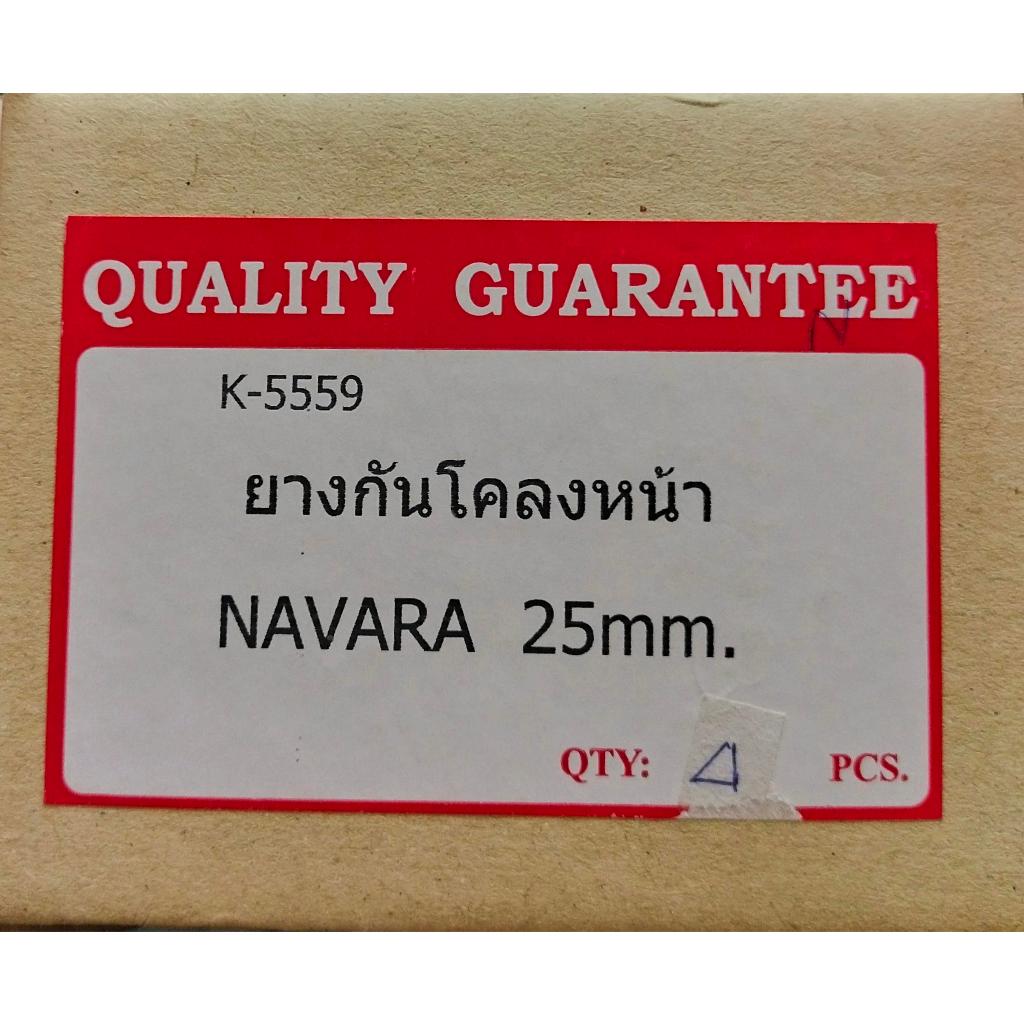 QUALITY GUARANTEE
N
K-5559
ยางกันโคลงหน้า
NAVARA 25mm.
QTY: 4 PCS.